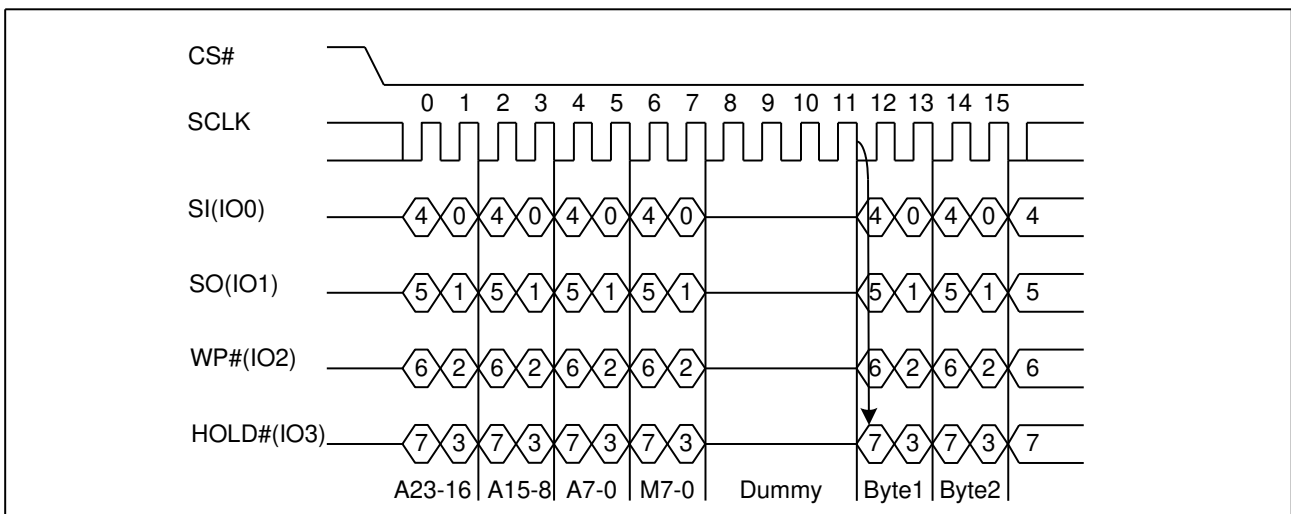 CS#
0 1 2 3 4 5 6 7 8 9 10 11 12 13 14 15
SCLK
SI(IO0) 4 0 4 0 4 0 4 0 4 0 4 0 4
SO(IO1) 5 1 5 1 5 1 5 1 5 1 5 1 5
WP#(IO2) 6 2 6 2 6 2 6 2 6 2 6 2 6
HOLD#(IO3) 7 3 7 3 7 3 7 3 7 3 7 3 7
A23-16 A15-8 A7-0 M7-0 Dummy Byte1 Byte2